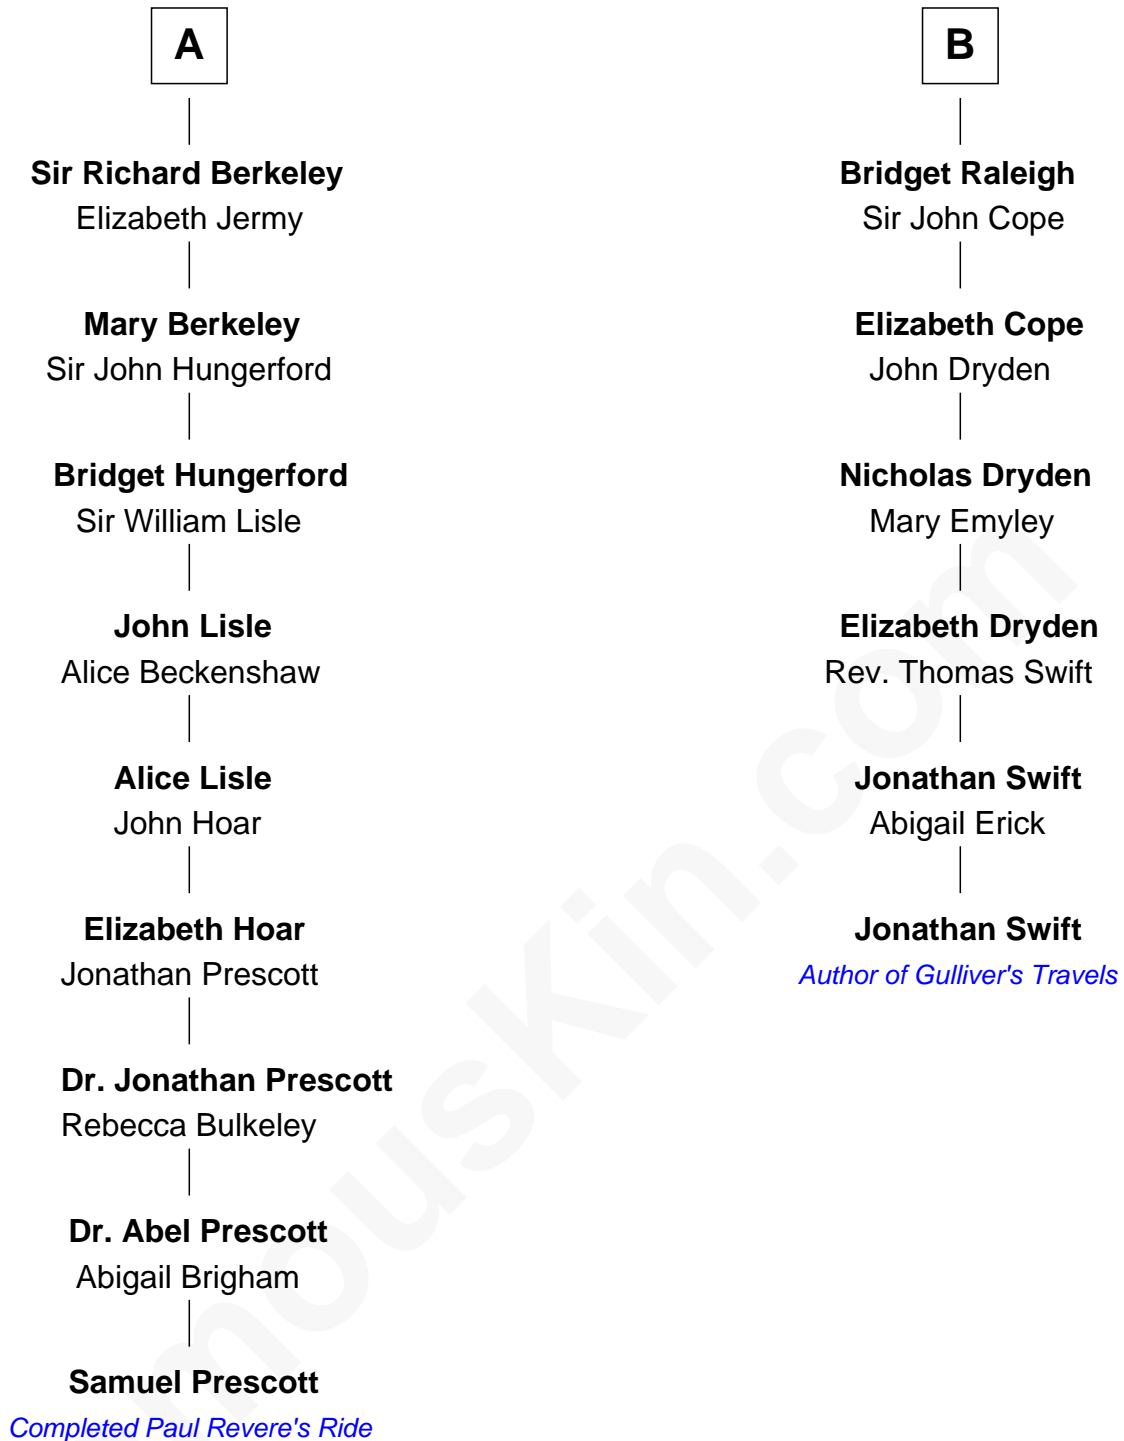 A
Sir Richard Berkeley
Elizabeth Jermy
Mary Berkeley
Sir John Hungerford
Bridget Hungerford
Sir William Lisle
John Lisle
Alice Beckenshaw
Alice Lisle
John Hoar
Elizabeth Hoar
Jonathan Prescott
Dr. Jonathan Prescott
Rebecca Bulkeley
Dr. Abel Prescott
Abigail Brigham
Samuel Prescott
Completed Paul Revere's Ride
B
Bridget Raleigh
Sir John Cope
Elizabeth Cope
John Dryden
Nicholas Dryden
Mary Emyley
Elizabeth Dryden
Rev. Thomas Swift
Jonathan Swift
Abigail Erick
Jonathan Swift
Author of Gulliver's Travels
mousKin.com